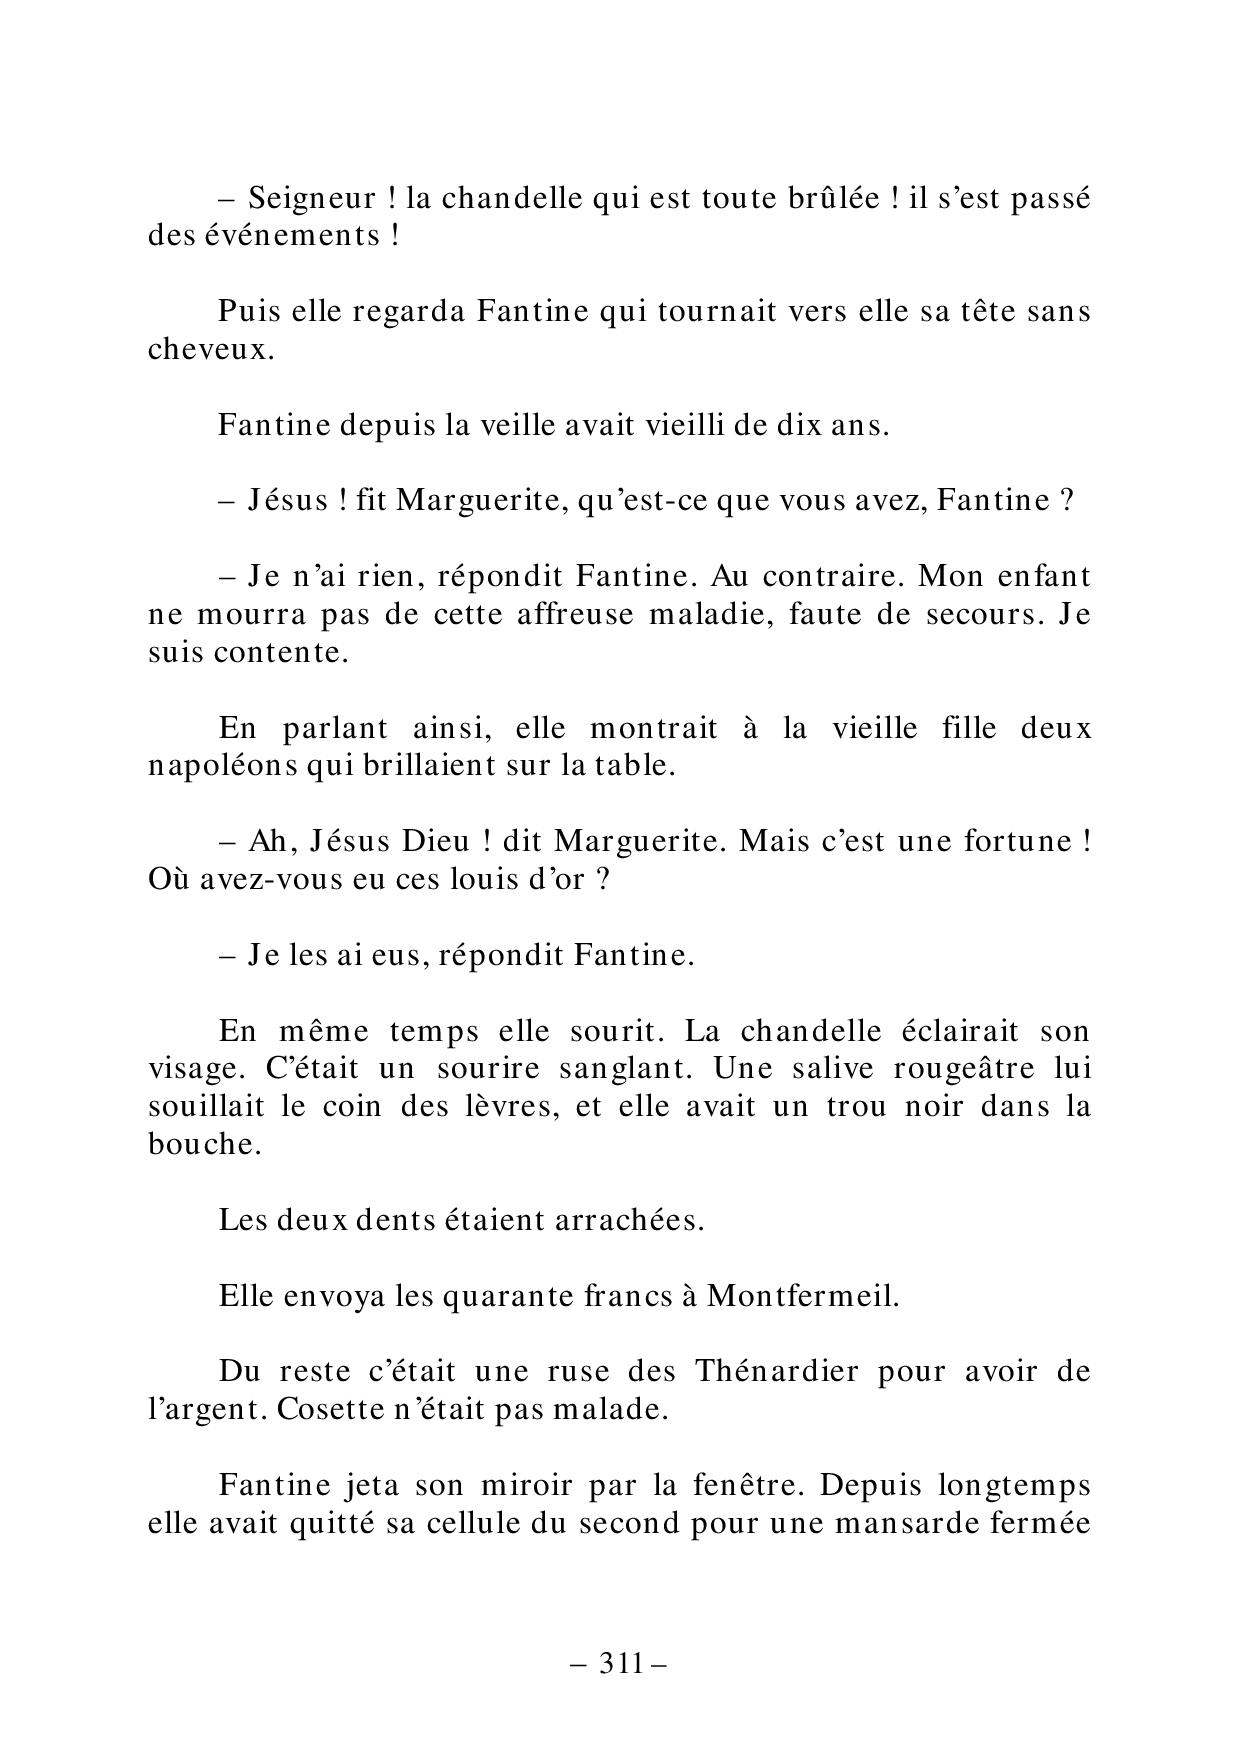 – Seigneur ! la chandelle qui est toute brûlée ! il s’est passé
des événements !
Puis elle regarda Fantine qui tournait vers elle sa tête sans
cheveux.
Fantine depuis la veille avait vieilli de dix ans.
– Jésus ! fit Marguerite, qu’est-ce que vous avez, Fantine ?
– Je n’ai rien, répondit Fantine. Au contraire. Mon enfant
ne mourra pas de cette affreuse maladie, faute de secours. Je
suis contente.
En parlant ainsi, elle montrait à la vieille fille deux
napoléons qui brillaient sur la table.
– Ah, Jésus Dieu ! dit Marguerite. Mais c’est une fortune !
Où avez-vous eu ces louis d’or ?
– Je les ai eus, répondit Fantine.
En même temps elle sourit. La chandelle éclairait son
visage. C’était un sourire sanglant. Une salive rougeâtre lui
souillait le coin des lèvres, et elle avait un trou noir dans la
bouche.
Les deux dents étaient arrachées.
Elle envoya les quarante francs à Montfermeil.
Du reste c’était une ruse des Thénardier pour avoir de
l’argent. Cosette n’était pas malade.
Fantine jeta son miroir par la fenêtre. Depuis longtemps
elle avait quitté sa cellule du second pour une mansarde fermée
– 311 –